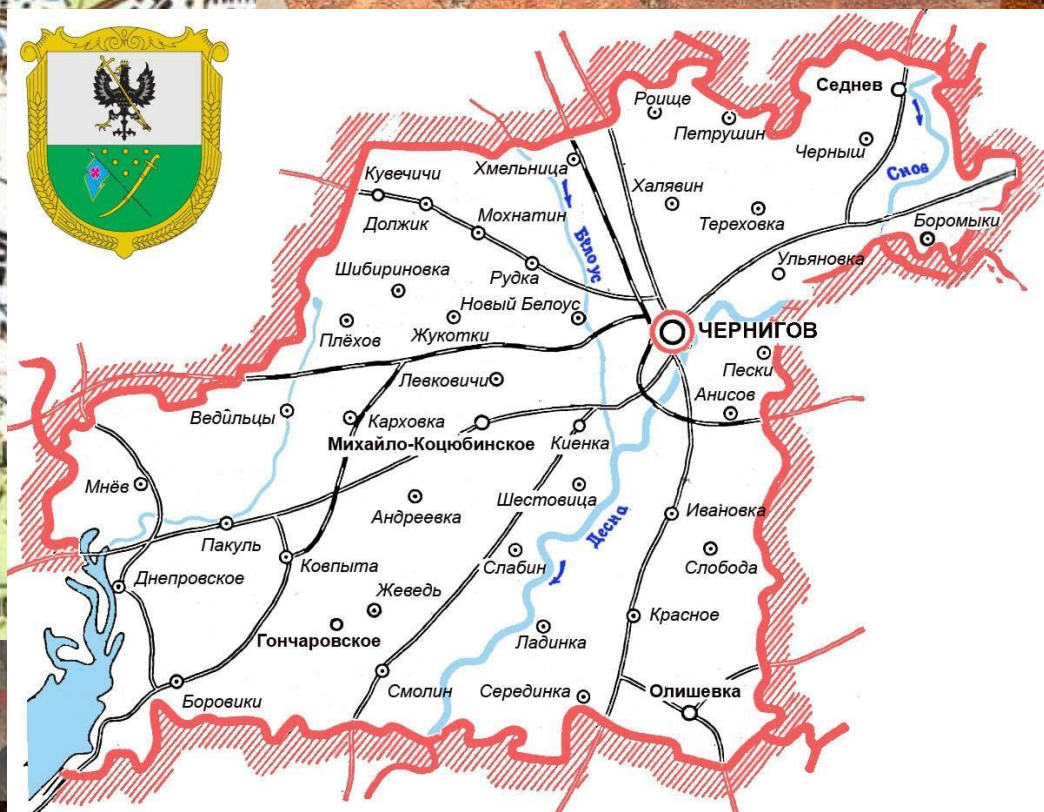 Седнев
Роище
Петрушин
Черныш
Хмельница
Снов
Кувечичи
Халявин
Должик
Мохнатин
Тереховка
Боромыки
Белоус
Шибириновка
Рудка
Ульяновка
Новый Белоус
ЧЕРНИГОВ
Плёхов
Жукотки
Пески
Левковичи
Анисов
Ведильцы
Карховка
Михайло-Коцюбинское
Киенка
Мнёв
Шестовица
Андреевка
Ивановка
Десна
Пакуль
Ковпыта
Слабин
Слобода
Днепровское
Жеведь
Красное
Гончаровское
Ладинка
Смолин
Серединка
Олишевка
Боровики